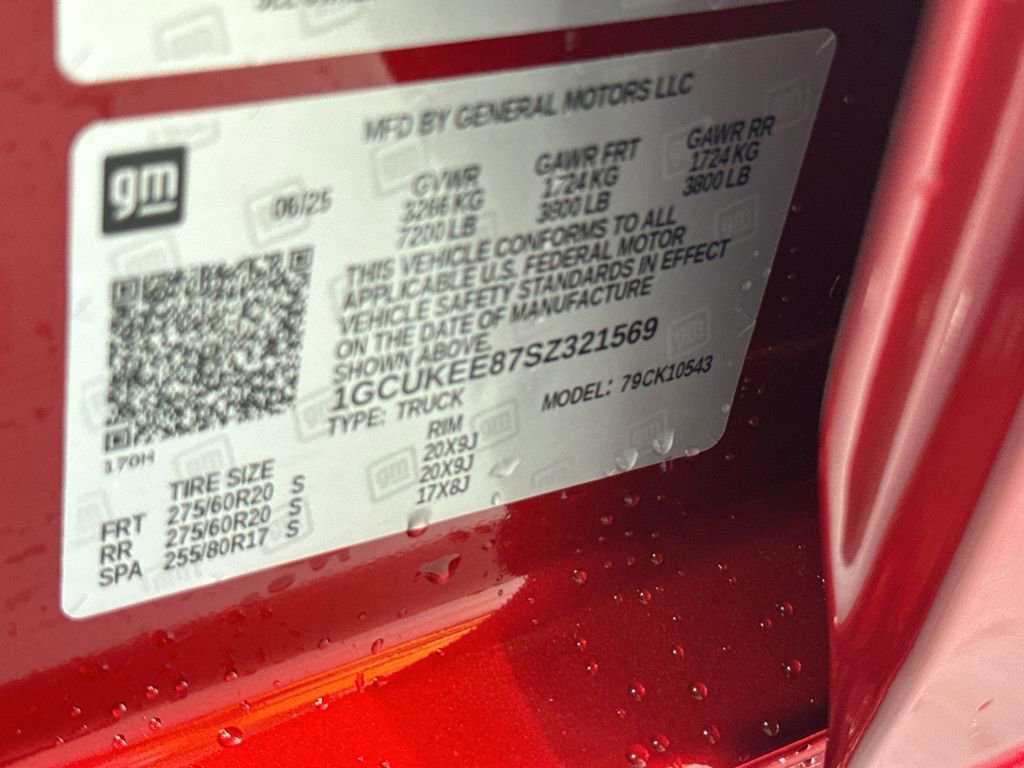 MFD BY GENERAL MOTORS LLC
gm
06/25
GVWR GAWR FRT GAWR RR
3266 KG 1724 KG 1724 KG
7200 LB 3800 LB 3800 LB
THIS VEHICLE CONFORMS TO ALL
APPLICABLE U.S. FEDERAL MOTOR
VEHICLE SAFETY STANDARDS IN EFFECT
ON THE DATE OF MANUFACTURE
SHOWN ABOVE.
1GCUKEE87SZ321569
TYPE: TRUCK MODEL: 79CK10543
TIRE SIZE RIM
FRT 275/60R20 S 20X9J
RR 275/60R20 S 20X9J
SPA 255/80R17 S 17X8J